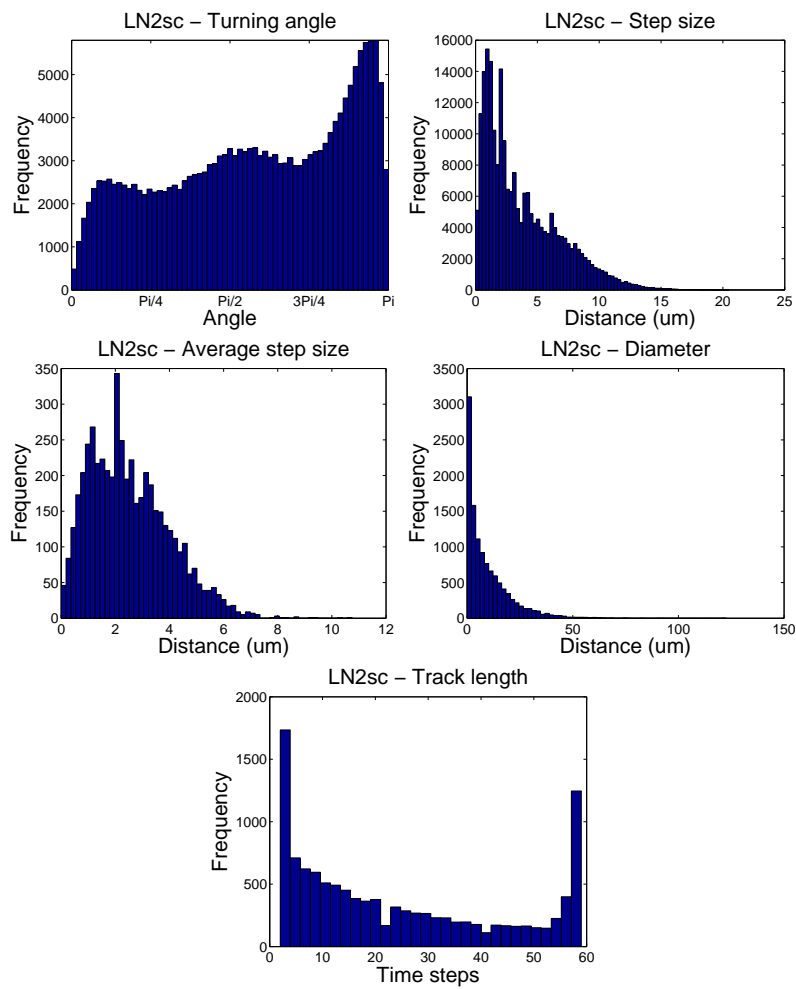 LN2sc − Turning angle
Frequency
5000
4000
3000
2000
1000
0
0 Pi/4 Pi/2 3Pi/4 Pi
Angle
LN2sc − Step size
Frequency
16000
14000
12000
10000
8000
6000
4000
2000
0
0 5 10 15 20 25
Distance (um)
LN2sc − Average step size
Frequency
350
300
250
200
150
100
50
0
0 2 4 6 8 10 12
Distance (um)
LN2sc − Diameter
Frequency
3500
3000
2500
2000
1500
1000
500
0
0 50 100 150
Distance (um)
LN2sc − Track length
Frequency
2000
1500
1000
500
0
0 10 20 30 40 50 60
Time steps